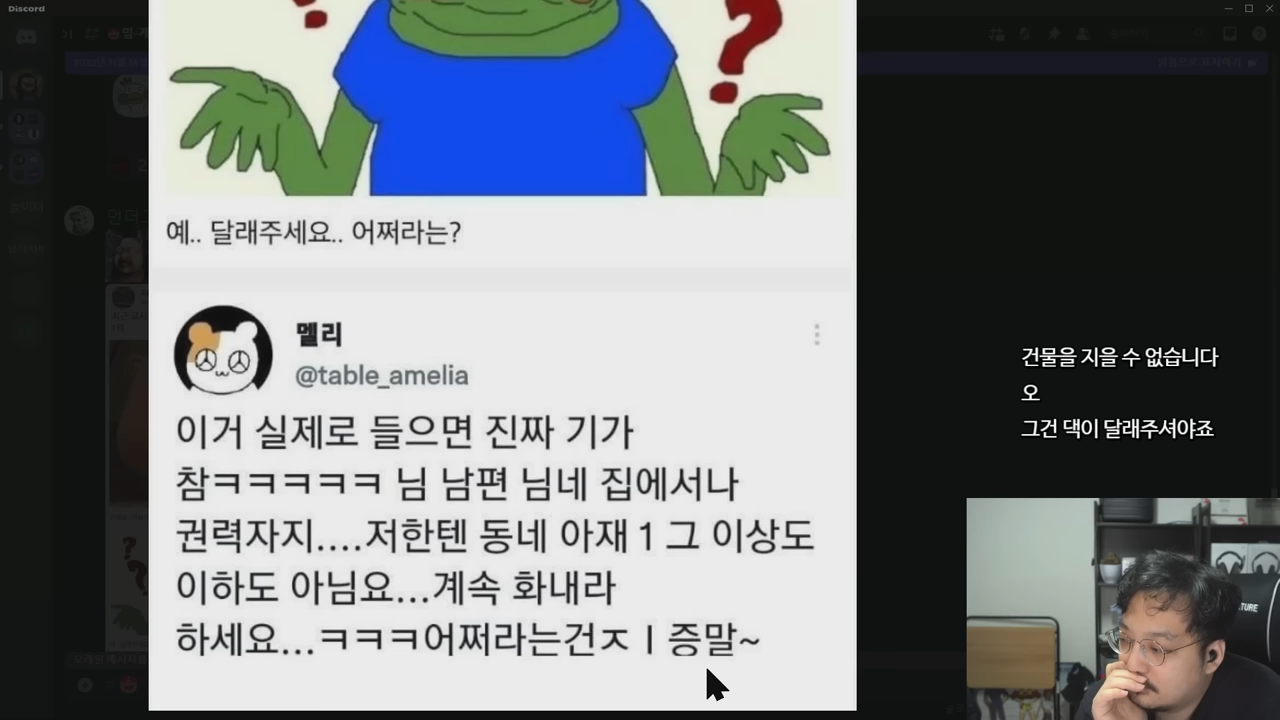 Discord
예.. 달래주세요.. 어쩌라는?
멜리
@table_amelia
이거 실제로 들으면 진짜 기가
참ㅋㅋㅋㅋㅋ 님 남편 님네 집에서나
권력자지....저한텐 동네 아재 1 그 이상도
이하도 아님요...계속 화내라
하세요...ㅋㅋㅋ어쩌라는건ㅈㅣ증말~
건물을 지을 수 없습니다
오
그건 댁이 달래주셔야죠